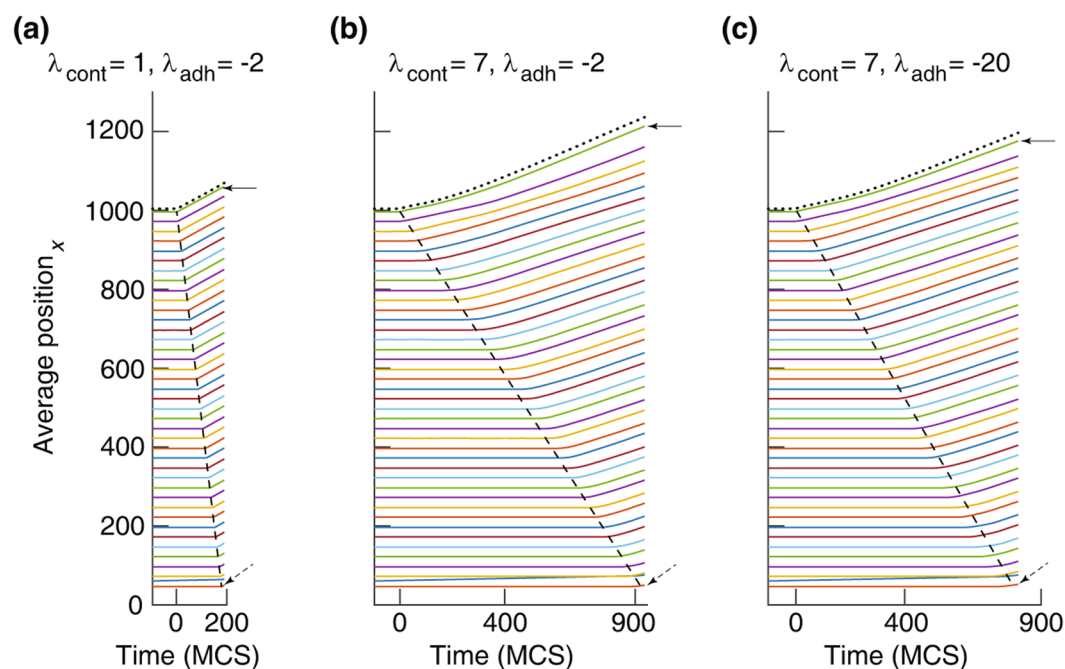 (a) (b) (c)
λcont = 1, λadh = -2 λcont = 7, λadh = -2 λcont = 7, λadh = -20
Average positionx
1200
1000
800
600
400
200
0
0 200 0 400 900 0 400 900
Time (MCS) Time (MCS) Time (MCS)